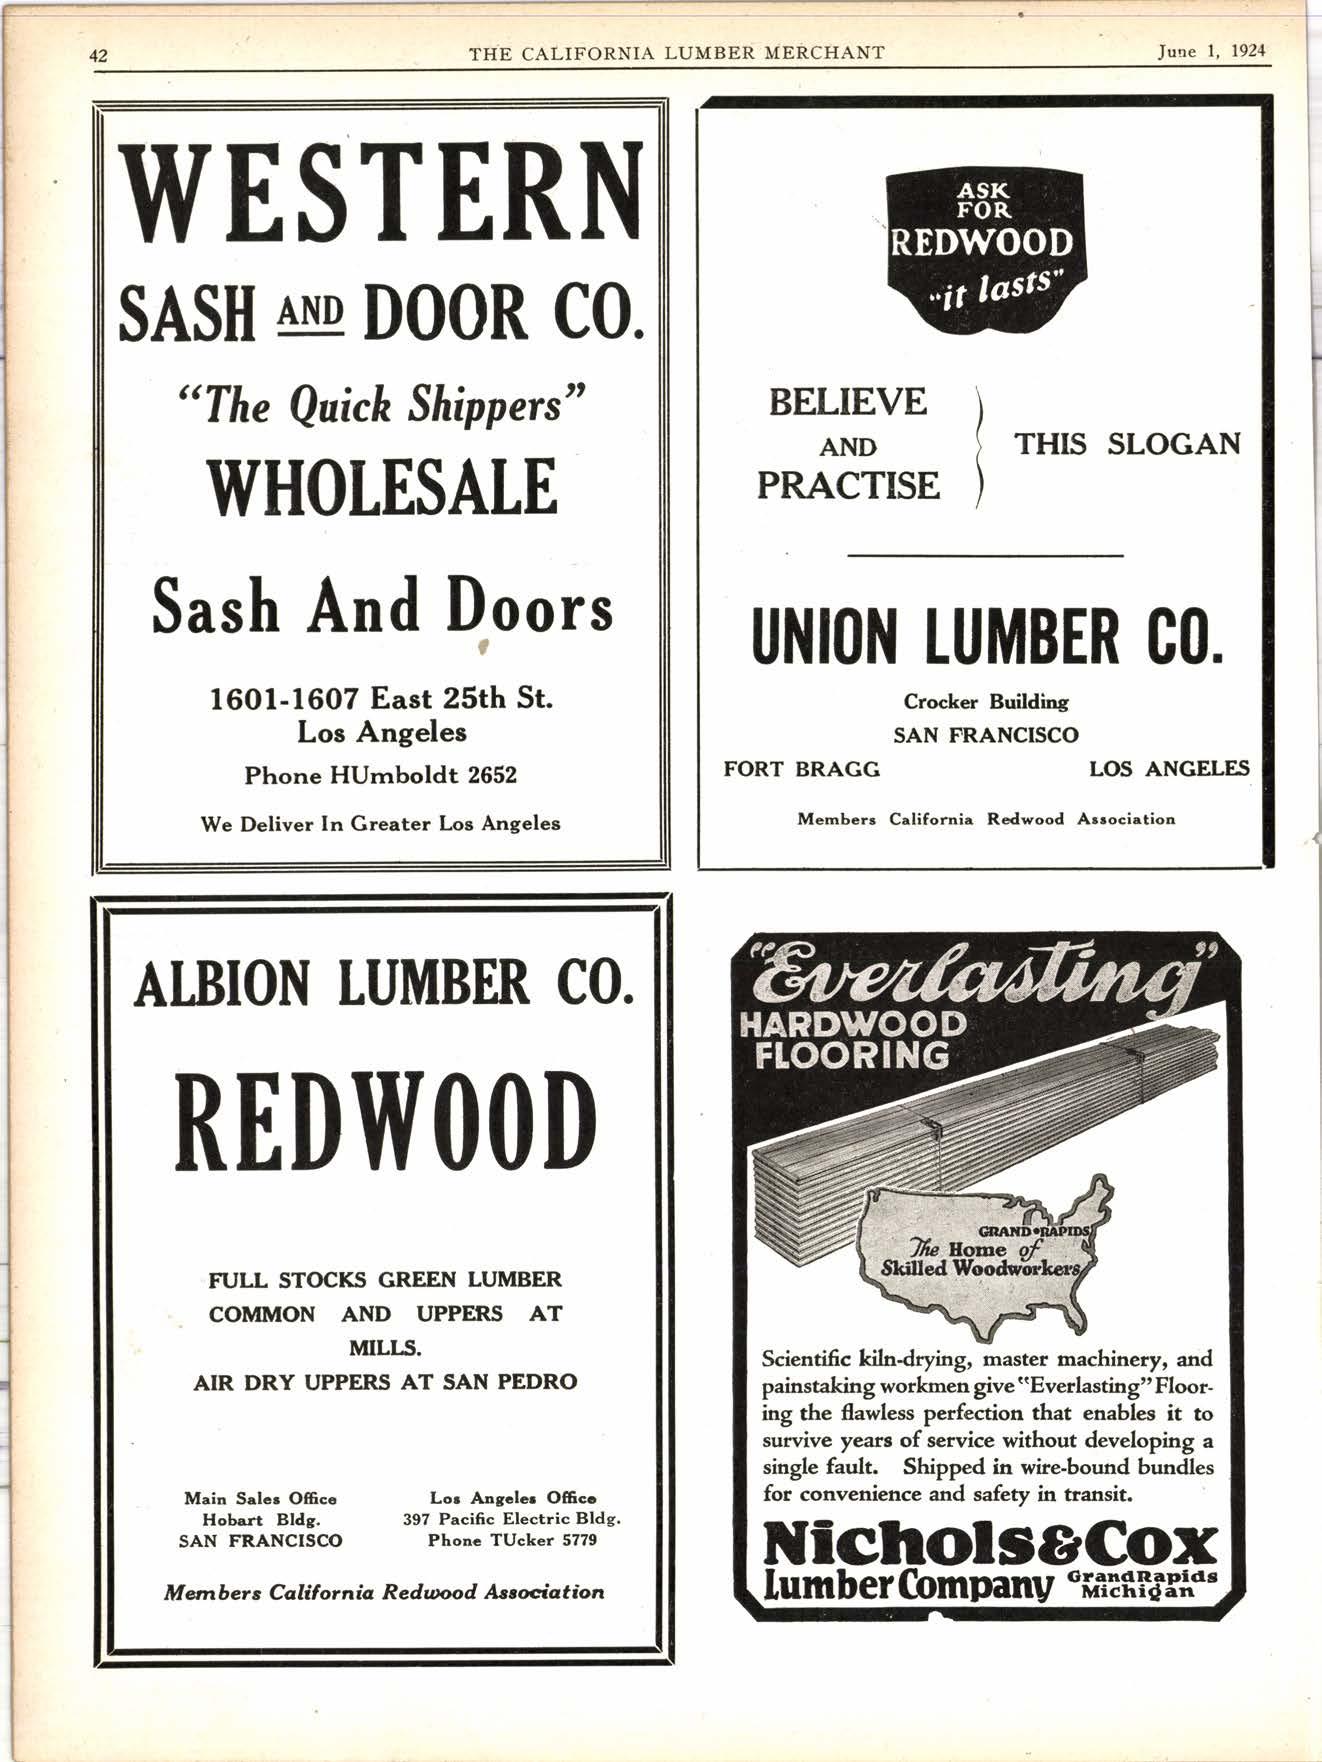 42
THE CALIFORNIA LUMBER MERCHANT
June 1, 1924
WESTERN
SASH AND DOOR CO.
"The Quick Shippers"
WHOLESALE
Sash And Doors
1601-1607 East 25th St.
Los Angeles
Phone HUmboldt 2652
We Deliver In Greater Los Angeles
ASK
FOR
REDWOOD
"it lasts"
BELIEVE
AND
PRACTISE
THIS SLOGAN
UNION LUMBER CO.
Crocker Building
SAN FRANCISCO
FORT BRAGG LOS ANGELES
Members California Redwood Association
ALBION LUMBER CO.
REDWOOD
FULL STOCKS GREEN LUMBER
COMMON AND UPPERS AT
MILLS.
AIR DRY UPPERS AT SAN PEDRO
Main Sales Office
Hobart Bldg.
SAN FRANCISCO
Los Angeles Office
397 Pacific Electric Bldg.
Phone TUcker 5779
Members California Redwood Association
"Everlasting"
HARDWOOD
FLOORING
GRAND RAPIDS
The Home of
Skilled Woodworkers
Scientific kiln-drying, master machinery, and
painstaking workmen give "Everlasting" Floor-
ing the flawless perfection that enables it to
survive years of service without developing a
single fault. Shipped in wire-bound bundles
for convenience and safety in transit.
Nichols & Cox
Lumber Company Grand Rapids
Michigan